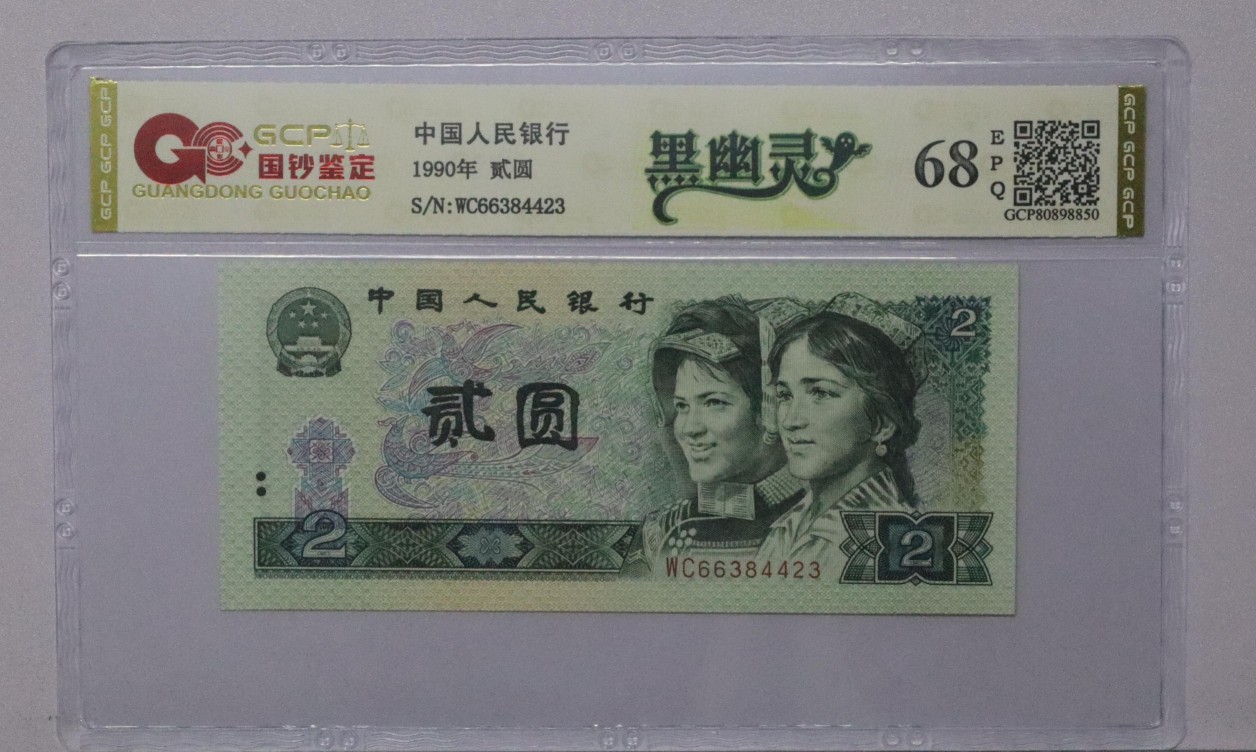 GCP GCP GCP
GCP
国钞鉴定
GUANGDONG GUOCHAO
中国人民银行
1990年 贰圆
S/N:WC66384423
黑幽灵
68
EPQ
GCP80898850
GCP GCP GCP
中国人民银行
2
贰圆
2
WC66384423
2